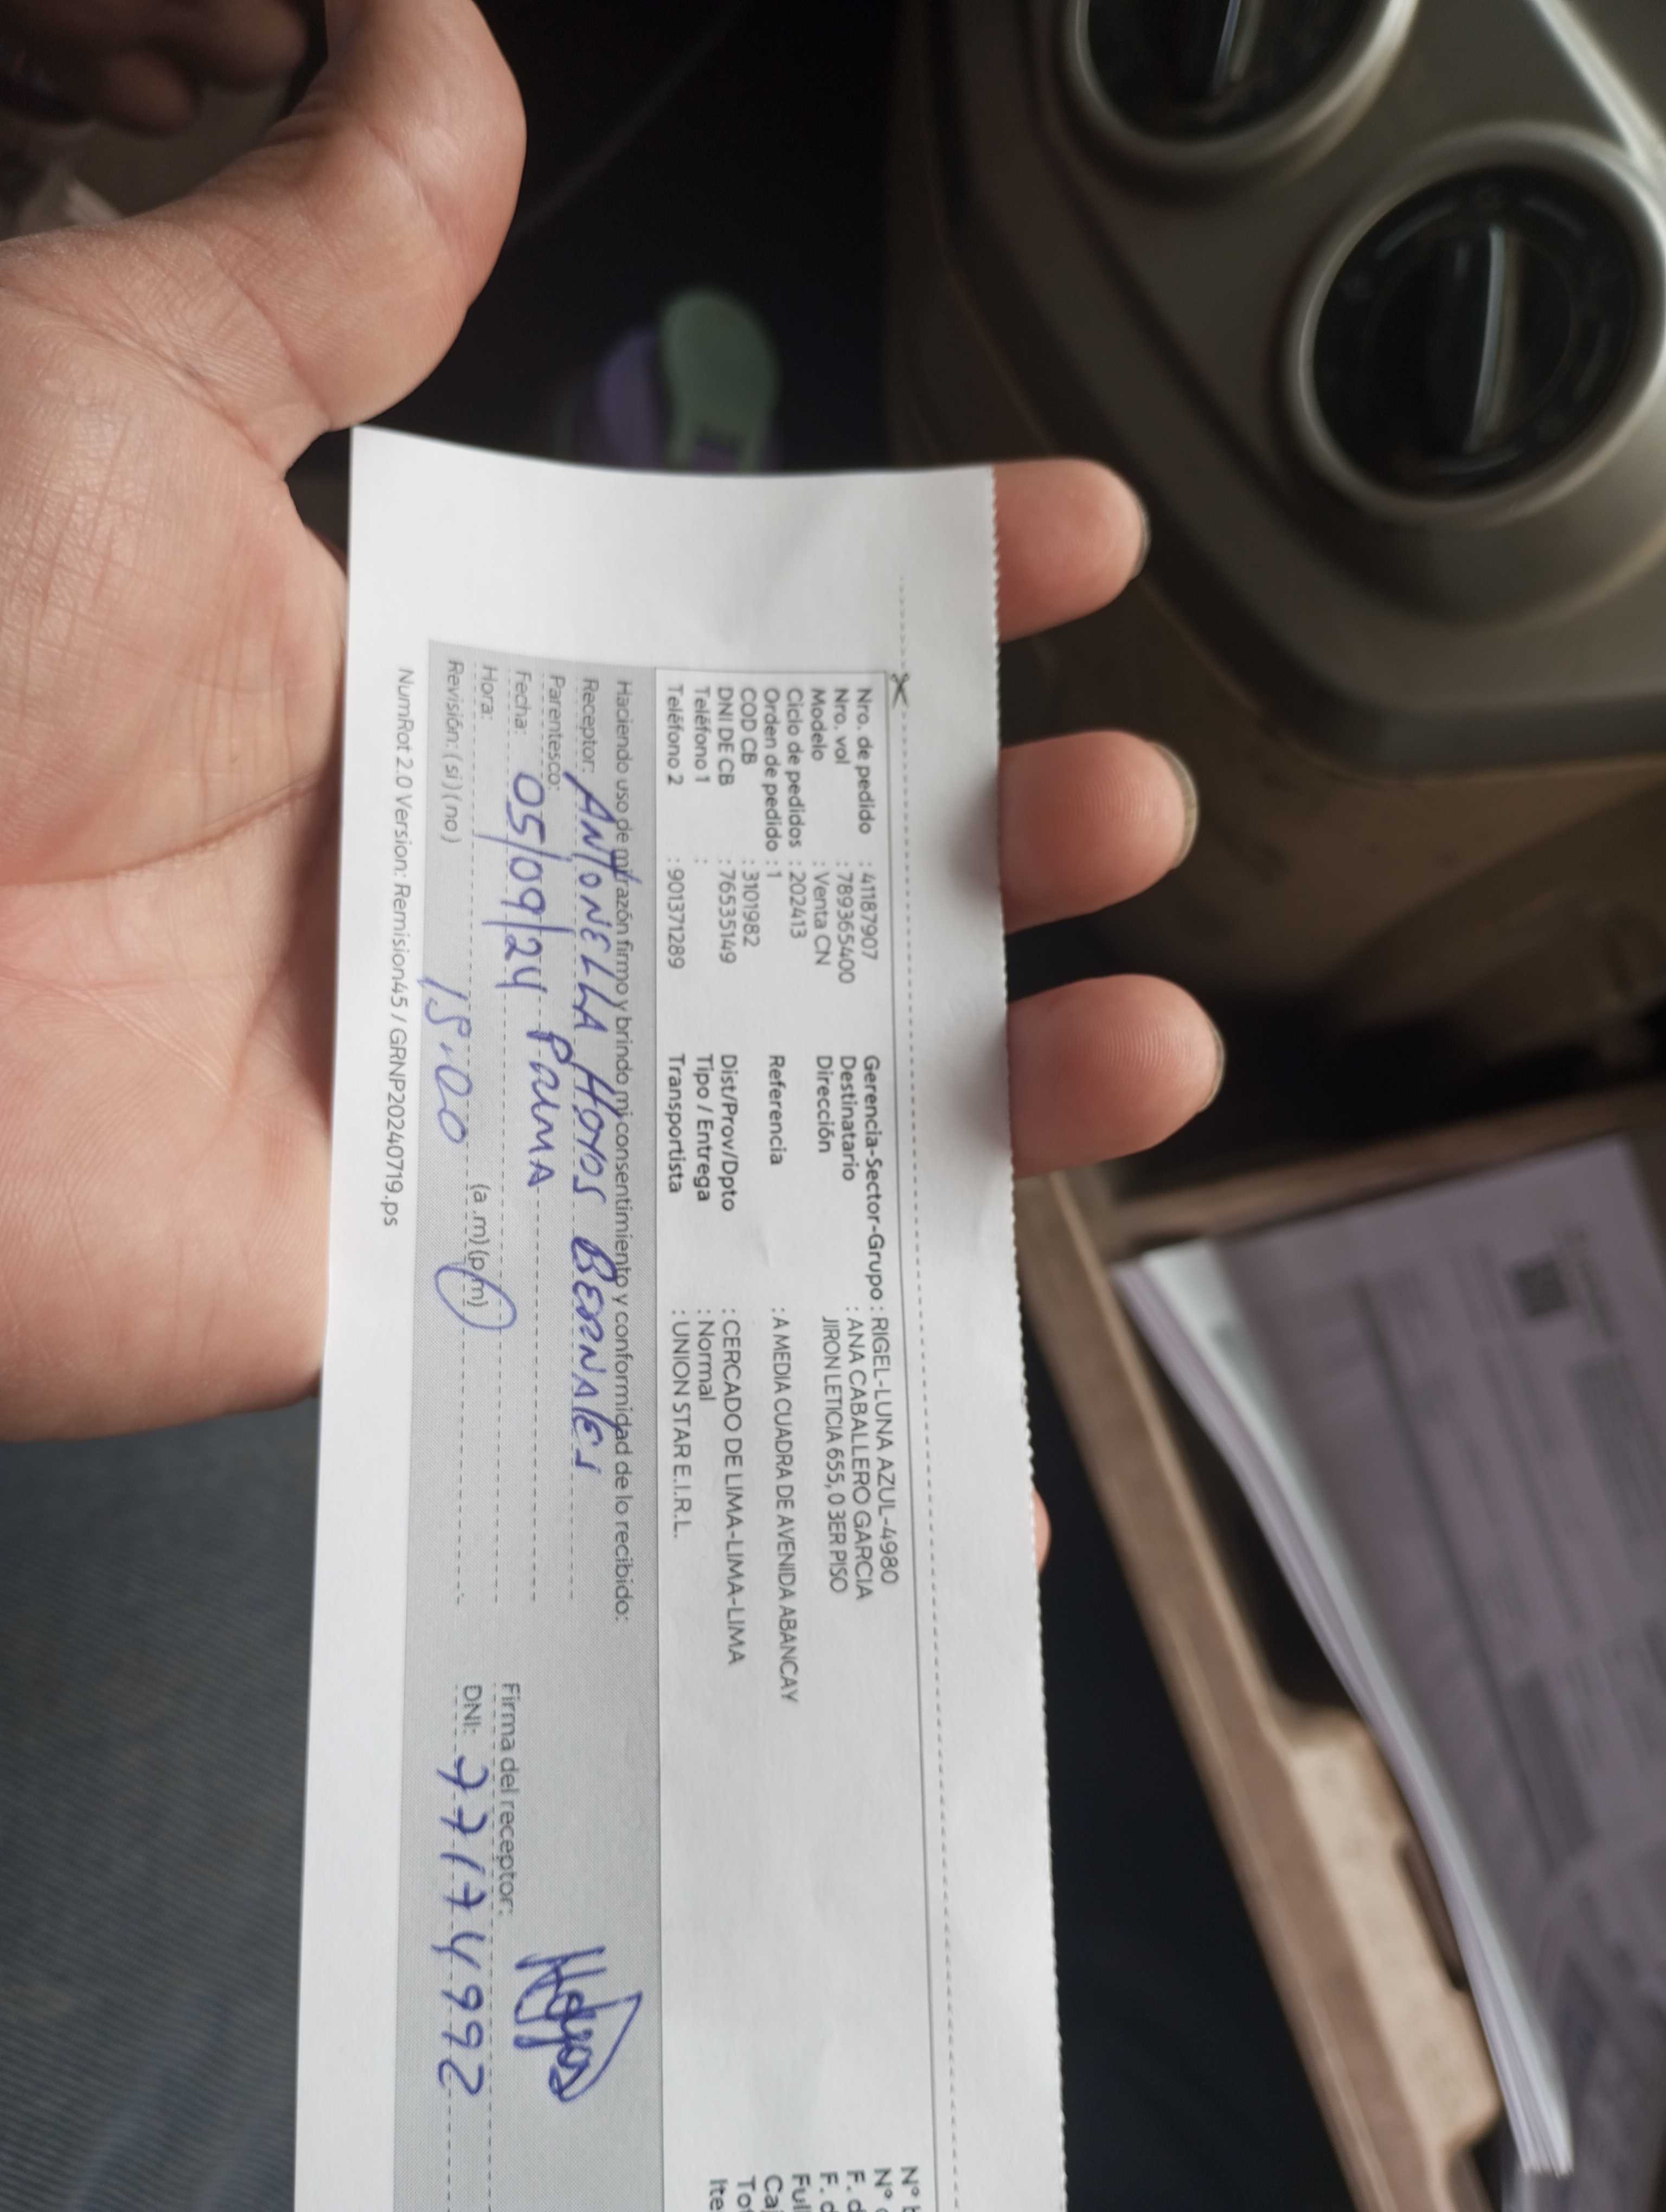 Nro. de pedido : 41187907
Nro. vol : 789365400
Modelo : Venta CN
Ciclo de pedidos : 202413
Orden de pedido : 1
COD CB : 3101982
DNI DE CB : 76535149
Teléfono 1 :
Teléfono 2 : 901371289
Gerencia-Sector-Grupo : RIGEL-LUNA AZUL-4980
Destinatario : ANA CABALLERO GARCIA
Dirección JIRON LETICIA 655, 0 3ER PISO
Referencia : A MEDIA CUADRA DE AVENIDA ABANCAY
Dist/Prov/Dpto : CERCADO DE LIMA-LIMA-LIMA
Tipo / Entrega : Normal
Transportista : UNION STAR E.I.R.L.
N°
N°
F. d
F. d
Full
Ca
To
Ite
Haciendo uso de mi razón firmo y brindo mi consentimiento y conformidad de lo recibido:
Receptor: ANTONELLA HOYOS BERNALES
Parentesco: PRIMA
Fecha: 05/09/24
Hora: (a.m) (p.m)
Revisión: (si) (no)
Firma del receptor: Hoyos
DNI: 77174992
NumRot 2.0 Version: Remision45 / GRNP20240719.ps